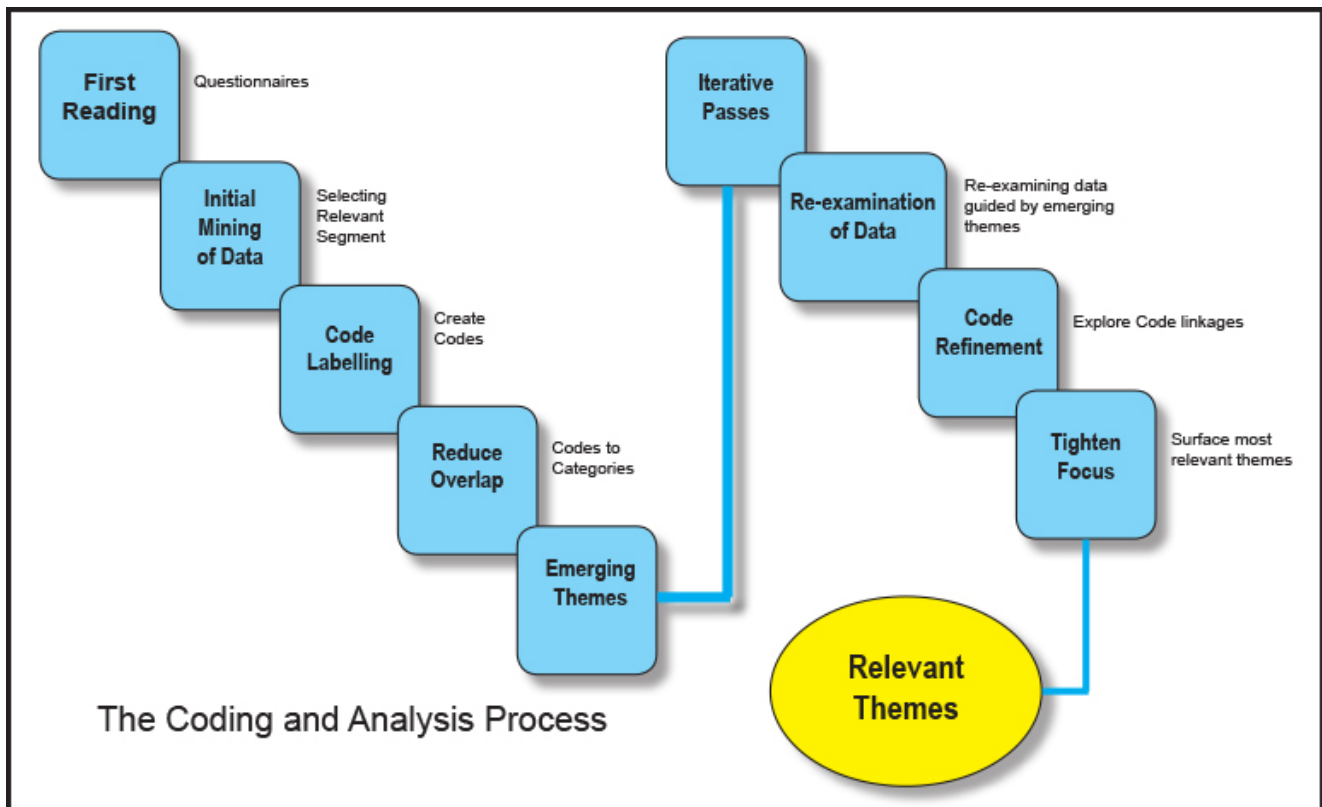 First
Reading
Questionnaires
Initial
Mining
of Data
Selecting
Relevant
Segment
Code
Labelling
Create
Codes
Reduce
Overlap
Codes to
Categories
Emerging
Themes
Iterative
Passes
Re-examination
of Data
Re-examining data
guided by emerging
themes
Code
Refinement
Explore Code linkages
Tighten
Focus
Surface most
relevant themes
Relevant
Themes
The Coding and Analysis Process